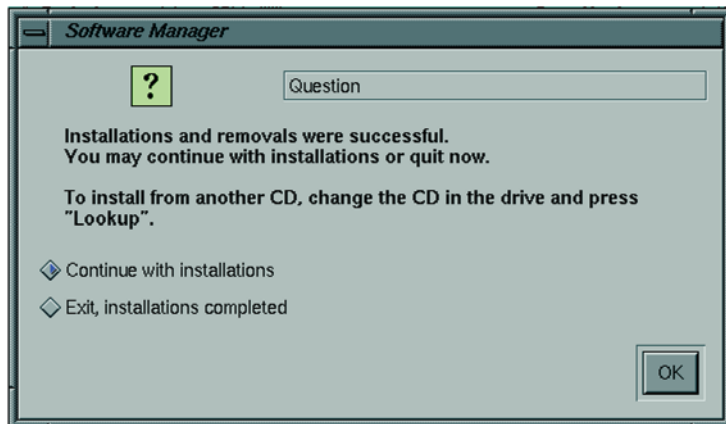 Software Manager
?
Question
Installations and removals were successful.
You may continue with installations or quit now.
To install from another CD, change the CD in the drive and press
"Lookup".
Continue with installations
Exit, installations completed
OK